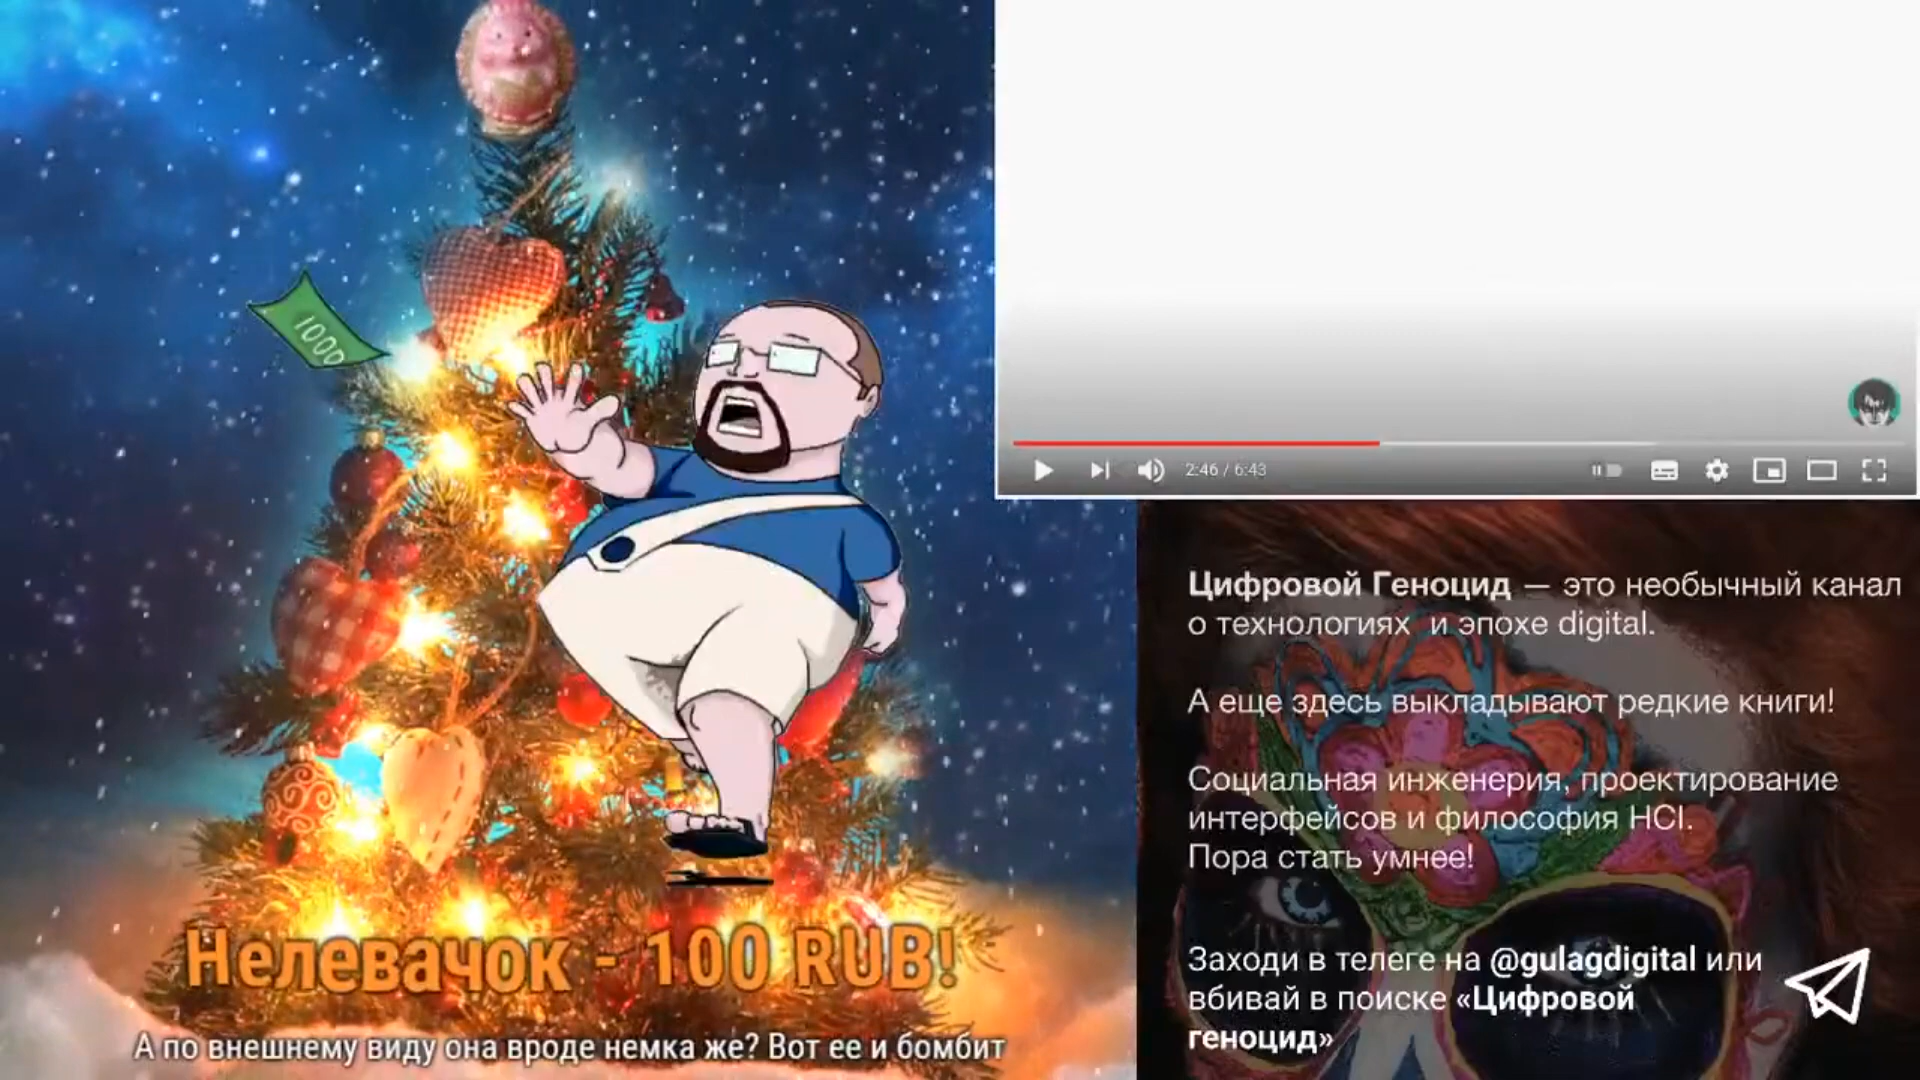 1000
Нелевачок - 100 RUB!
А по внешнему виду она вроде немка же? Вот ее и бомбит
2:46 / 6:43
Цифровой Геноцид — это необычный канал
о технологиях и эпохе digital.
А еще здесь выкладывают редкие книги!
Социальная инженерия, проектирование
интерфейсов и философия HCI.
Пора стать умнее!
Заходи в телеге на @gulagdigital или
вбивай в поиске «Цифровой
геноцид»